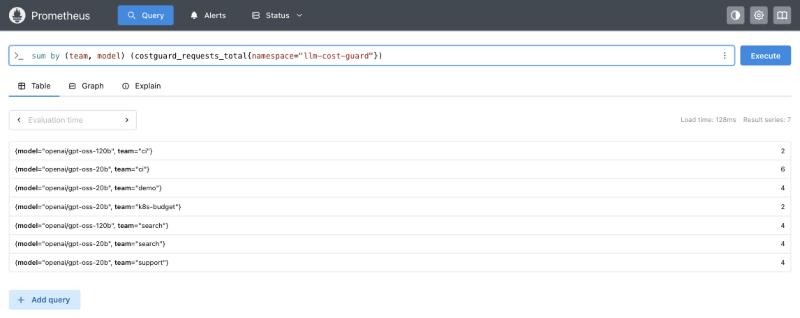 Prometheus Query Alerts Status
>_ sum by (team, model) (costguard_requests_total{namespace="llm-cost-guard"}) Execute
Table Graph Explain
Evaluation time Load time: 128ms Result series: 7
{model="openai/gpt-oss-120b", team="ci"} 2
{model="openai/gpt-oss-20b", team="ci"} 6
{model="openai/gpt-oss-20b", team="demo"} 4
{model="openai/gpt-oss-20b", team="k8s-budget"} 2
{model="openai/gpt-oss-120b", team="search"} 4
{model="openai/gpt-oss-20b", team="search"} 4
{model="openai/gpt-oss-20b", team="support"} 4
+ Add query